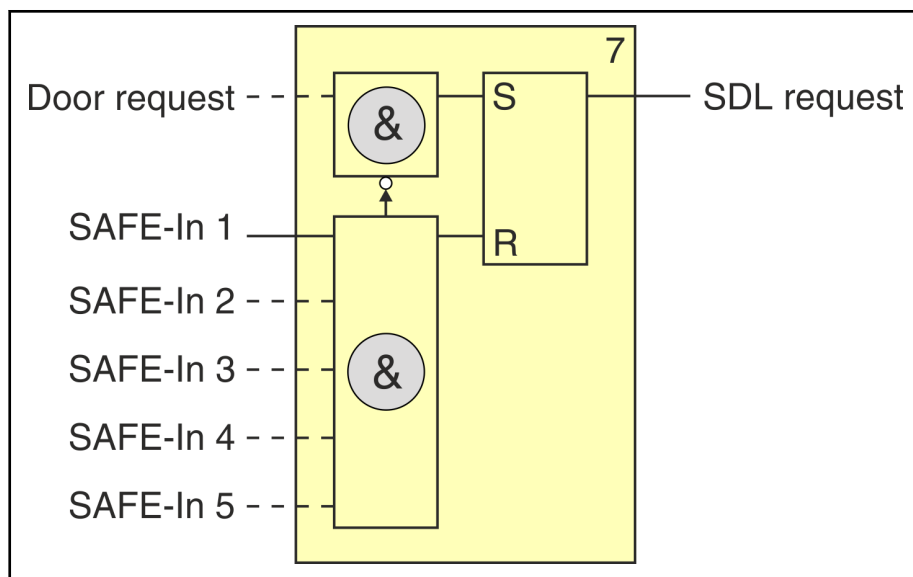 7
Door request
&
S
SDL request
SAFE-In 1
R
SAFE-In 2
SAFE-In 3
&
SAFE-In 4
SAFE-In 5